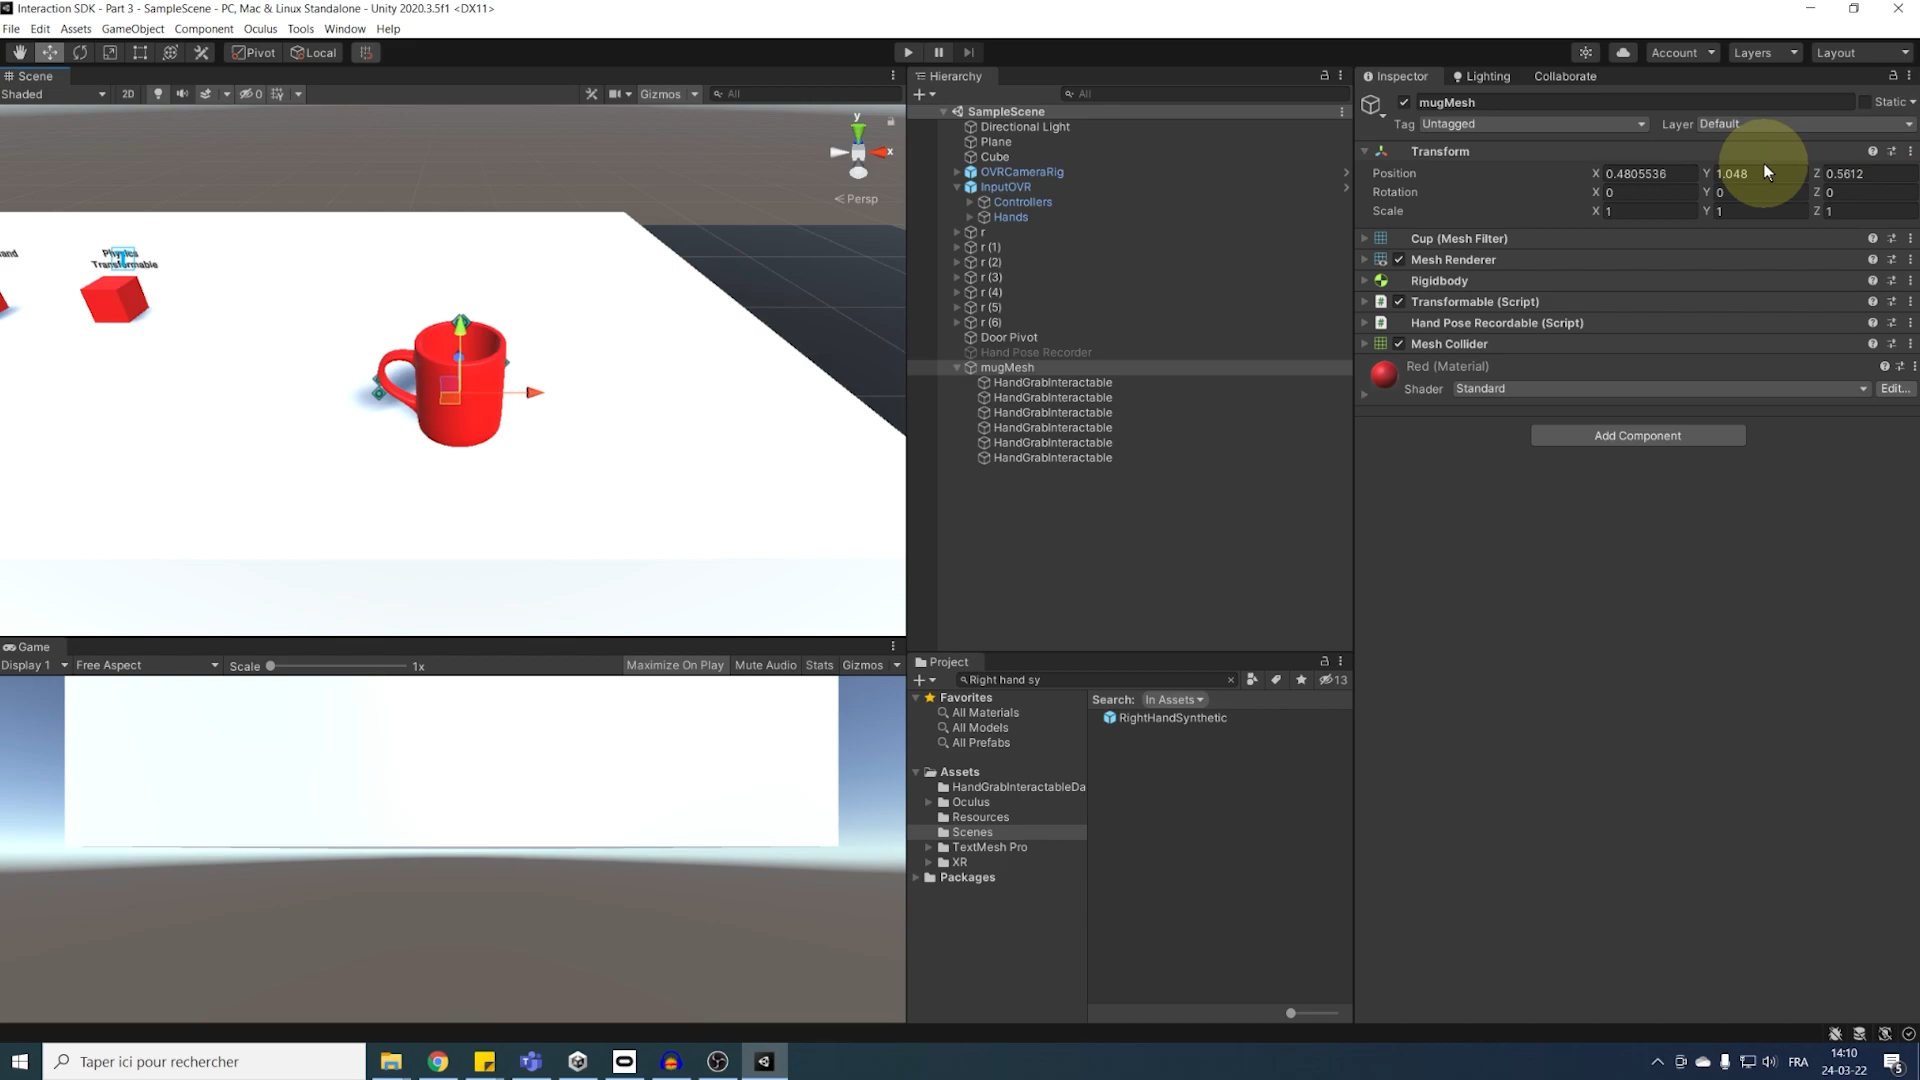 Interaction SDK - Part 3 - SampleScene - PC, Mac & Linux Standalone - Unity 2020.3.5f1 <DX11>
File Edit Assets GameObject Component Oculus Tools Window Help
Pivot Local Account Layers Layout
Scene
Shaded 2D 0 Gizmos All
y
x
Persp
and
Physics
Transformable
Game
Display 1 Free Aspect Scale 1x Maximize On Play Mute Audio Stats Gizmos
Hierarchy
All
SampleScene
Directional Light
Plane
Cube
OVRCameraRig
InputOVR
Controllers
Hands
r
r (1)
r (2)
r (3)
r (4)
r (5)
r (6)
Door Pivot
Hand Pose Recorder
mugMesh
HandGrabInteractable
HandGrabInteractable
HandGrabInteractable
HandGrabInteractable
HandGrabInteractable
HandGrabInteractable
Project
Right hand sy 13
Favorites
All Materials
All Models
All Prefabs
Assets
HandGrabInteractableDa
Oculus
Resources
Scenes
TextMesh Pro
XR
Packages
Search: In Assets
RightHandSynthetic
Inspector Lighting Collaborate
mugMesh Static
Tag Untagged Layer Default
Transform
Position X 0.4805536 Y 1.048 Z 0.5612
Rotation X 0 Y 0 Z 0
Scale X 1 Y 1 Z 1
Cup (Mesh Filter)
Mesh Renderer
Rigidbody
Transformable (Script)
Hand Pose Recordable (Script)
Mesh Collider
Red (Material)
Shader Standard Edit...
Add Component
Taper ici pour rechercher
FRA
14:10
24-03-22
5